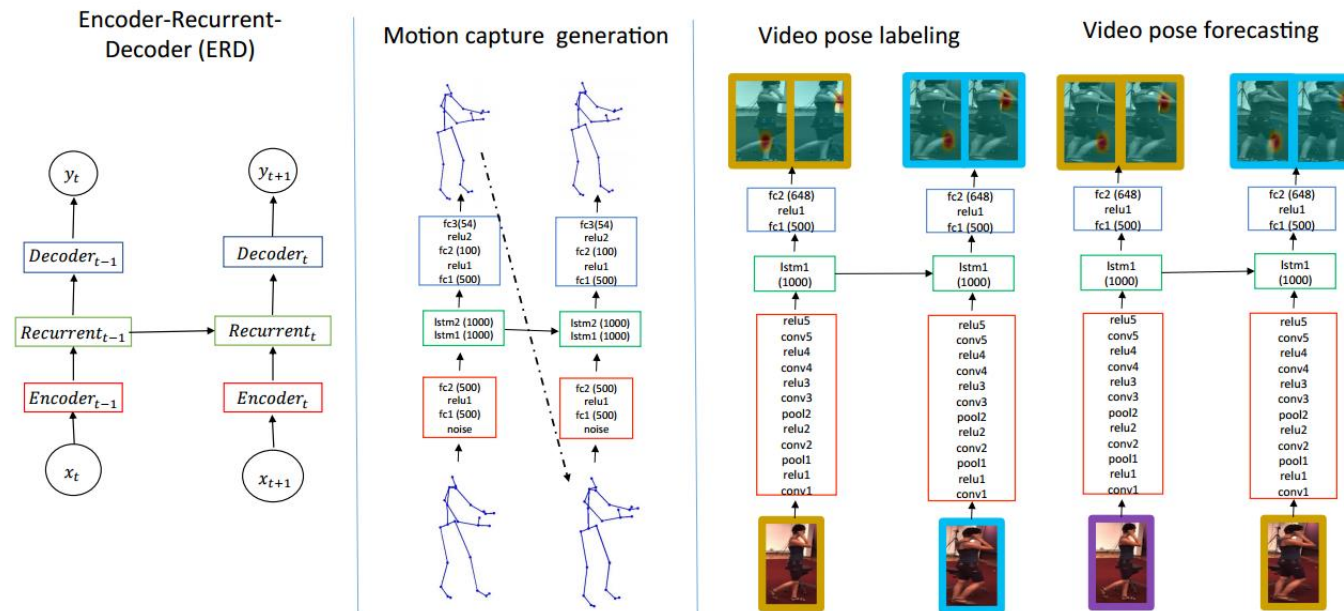 Encoder-Recurrent-
Decoder (ERD)
y_t
y_{t+1}
Decoder_{t−1}
Decoder_t
Recurrent_{t−1}
Recurrent_t
Encoder_{t−1}
Encoder_t
x_t
x_{t+1}
Motion capture generation
fc3(54)
relu2
fc2 (100)
relu1
fc1 (500)
fc3(54)
relu2
fc2 (100)
relu1
fc1 (500)
lstm2 (1000)
lstm1 (1000)
lstm2 (1000)
lstm1 (1000)
fc2 (500)
relu1
fc1 (500)
noise
fc2 (500)
relu1
fc1 (500)
noise
Video pose labeling
fc2 (648)
relu1
fc1 (500)
fc2 (648)
relu1
fc1 (500)
lstm1
(1000)
lstm1
(1000)
relu5
conv5
relu4
conv4
relu3
conv3
pool2
relu2
conv2
pool1
relu1
conv1
relu5
conv5
relu4
conv4
relu3
conv3
pool2
relu2
conv2
pool1
relu1
conv1
Video pose forecasting
fc2 (648)
relu1
fc1 (500)
fc2 (648)
relu1
fc1 (500)
lstm1
(1000)
lstm1
(1000)
relu5
conv5
relu4
conv4
relu3
conv3
pool2
relu2
conv2
pool1
relu1
conv1
relu5
conv5
relu4
conv4
relu3
conv3
pool2
relu2
conv2
pool1
relu1
conv1